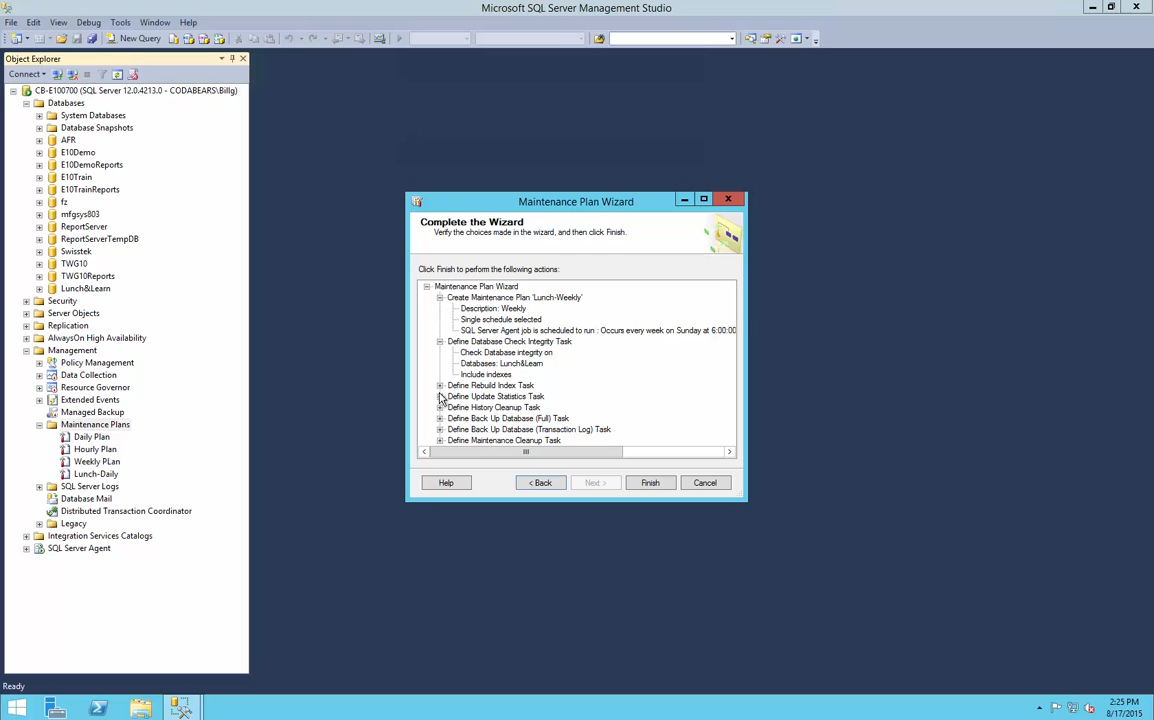 Microsoft SQL Server Management Studio
File Edit View Debug Tools Window Help
New Query
Object Explorer
Connect
CB-E100700 (SQL Server 12.0.4213.0 - CODABEARS\Billg)
Databases
System Databases
Database Snapshots
AFR
E10Demo
E10DemoReports
E10Train
E10TrainReports
fz
mfgsys803
ReportServer
ReportServerTempDB
Swisstek
TWG10
TWG10Reports
Lunch&Learn
Security
Server Objects
Replication
AlwaysOn High Availability
Management
Policy Management
Data Collection
Resource Governor
Extended Events
Managed Backup
Maintenance Plans
Daily Plan
Hourly Plan
Weekly PLan
Lunch-Daily
SQL Server Logs
Database Mail
Distributed Transaction Coordinator
Legacy
Integration Services Catalogs
SQL Server Agent
Maintenance Plan Wizard
Complete the Wizard
Verify the choices made in the wizard, and then click Finish.
Click Finish to perform the following actions:
Maintenance Plan Wizard
Create Maintenance Plan 'Lunch-Weekly'
Description: Weekly
Single schedule selected
SQL Server Agent job is scheduled to run : Occurs every week on Sunday at 6:00:00
Define Database Check Integrity Task
Check Database integrity on
Databases: Lunch&Learn
Include indexes
Define Rebuild Index Task
Define Update Statistics Task
Define History Cleanup Task
Define Back Up Database (Full) Task
Define Back Up Database (Transaction Log) Task
Define Maintenance Cleanup Task
Help < Back Next > Finish Cancel
Ready
2:25 PM
8/17/2015